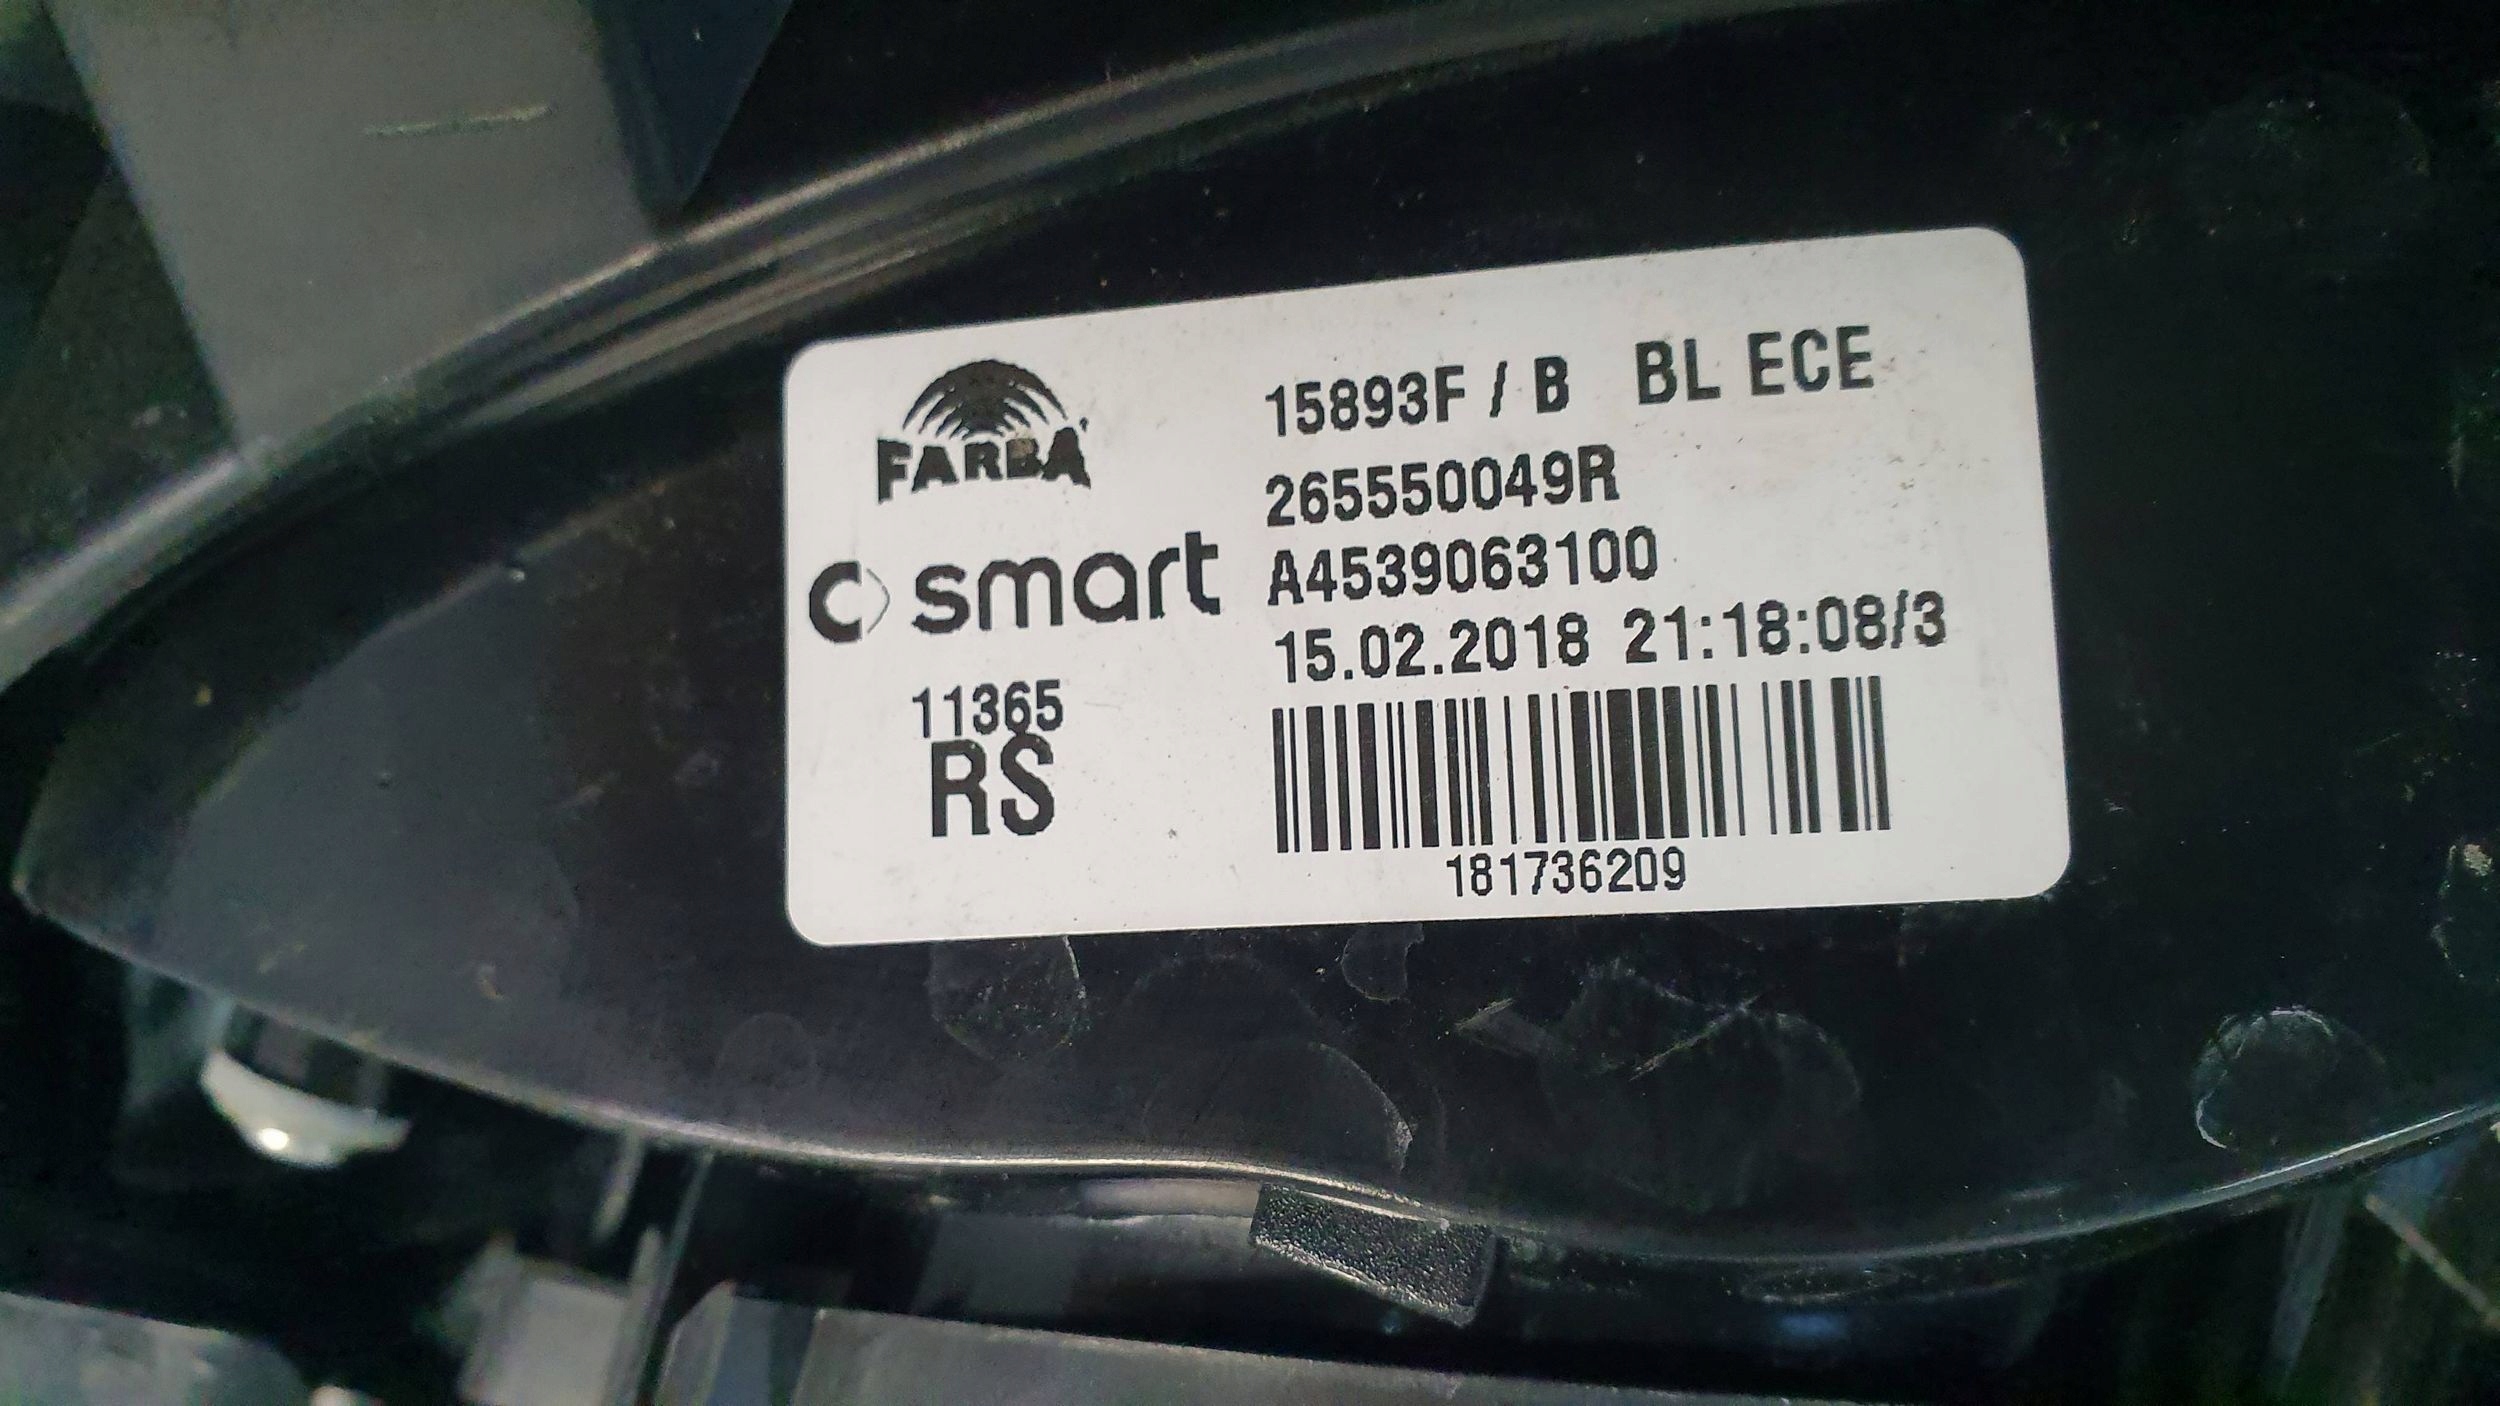 FARBA
smart
11365
RS
15893F / B BL ECE
265550049R
A4539063100
15.02.2018 21:18:08/3
181736209